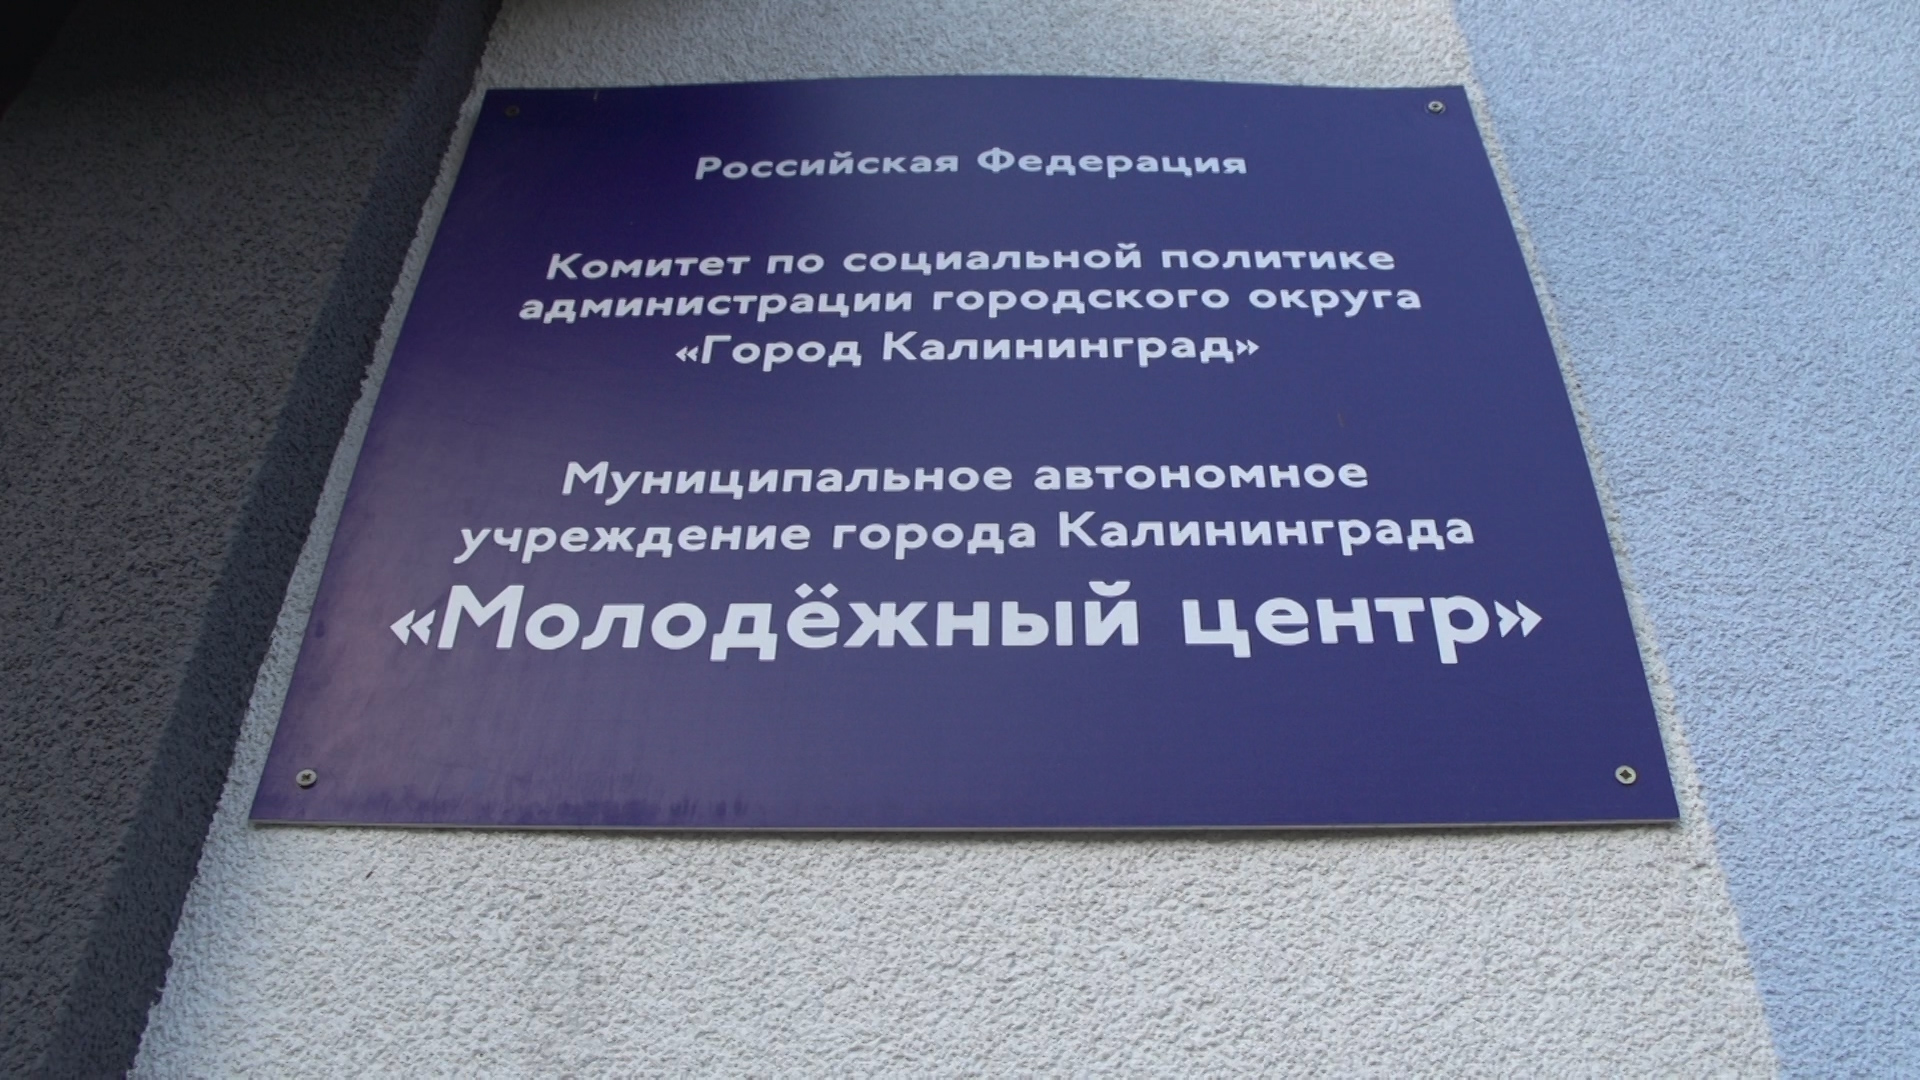 Российская Федерация
Комитет по социальной политике
администрации городского округа
«Город Калининград»
Муниципальное автономное
учреждение города Калининграда
«Молодёжный центр»